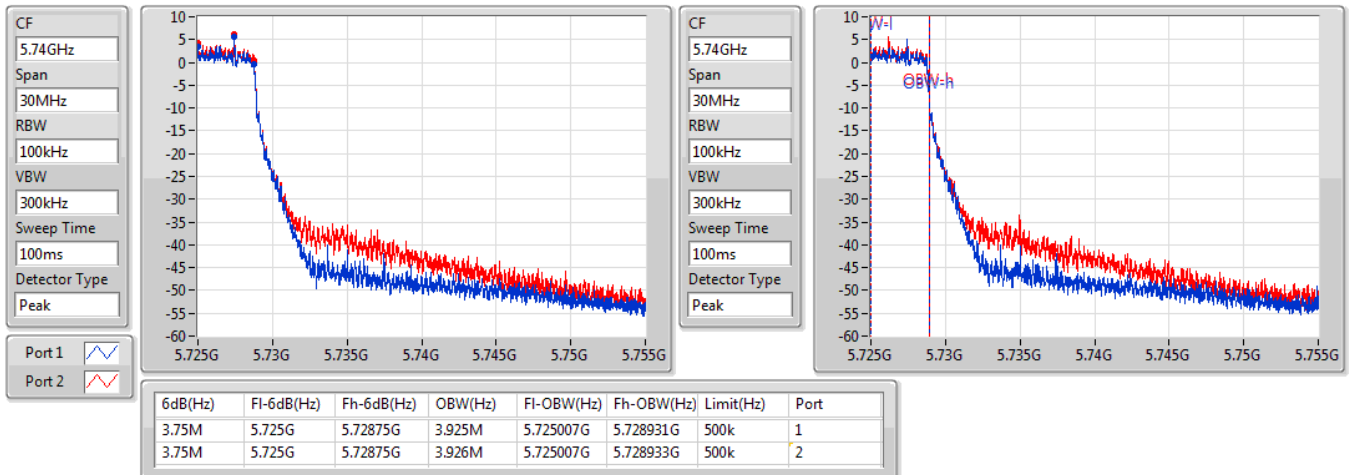 CF
5.74GHz
Span
30MHz
RBW
100kHz
VBW
300kHz
Sweep Time
100ms
Detector Type
Peak
10
5
0
-5
-10
-15
-20
-25
-30
-35
-40
-45
-50
-55
-60
5.725G 5.73G 5.735G 5.74G 5.745G 5.75G 5.755G
CF
5.74GHz
Span
30MHz
RBW
100kHz
VBW
300kHz
Sweep Time
100ms
Detector Type
Peak
10
5
0
-5
-10
-15
-20
-25
-30
-35
-40
-45
-50
-55
-60
W-l
OBW-h
5.725G 5.73G 5.735G 5.74G 5.745G 5.75G 5.755G
Port 1
Port 2
6dB(Hz) Fl-6dB(Hz) Fh-6dB(Hz) OBW(Hz) Fl-OBW(Hz) Fh-OBW(Hz) Limit(Hz) Port
3.75M 5.725G 5.72875G 3.925M 5.725007G 5.728931G 500k 1
3.75M 5.725G 5.72875G 3.926M 5.725007G 5.728933G 500k 2